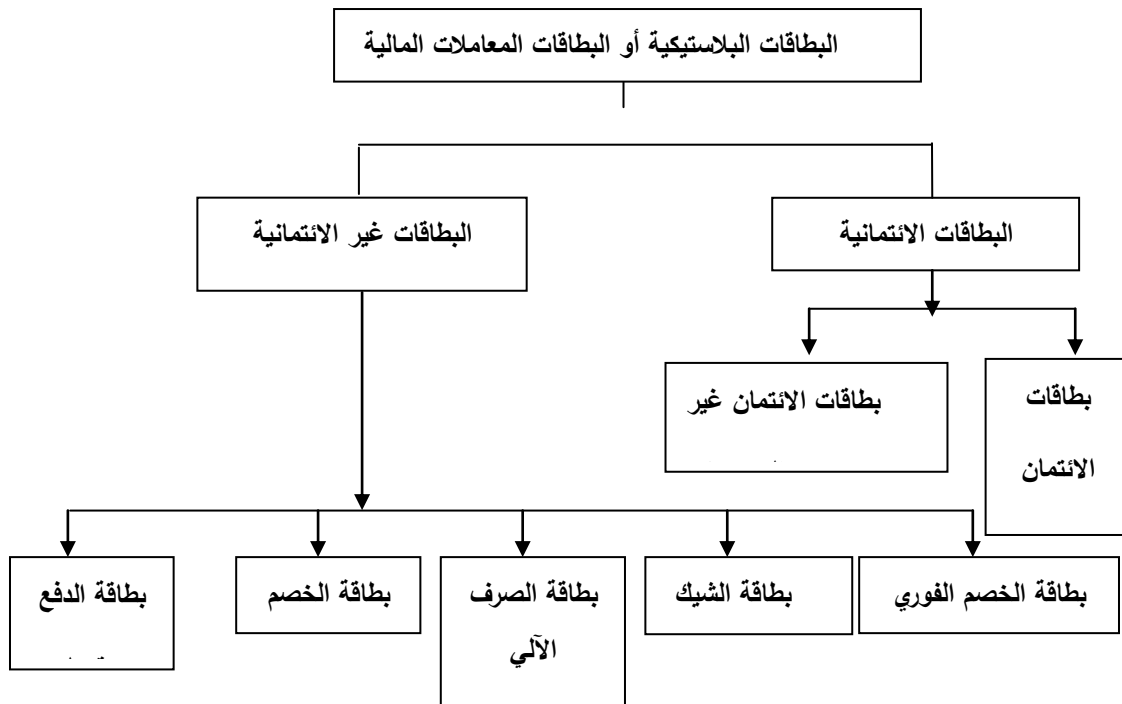 البطاقات البلاستيكية أو البطاقات المعاملات المالية
البطاقات الائتمانية
البطاقات غير الائتمانية
بطاقات
الائتمان
بطاقات الائتمان غير
بطاقة الخصم الفوري
بطاقة الشيك
بطاقة الصرف
الآلي
بطاقة الخصم
بطاقة الدفع